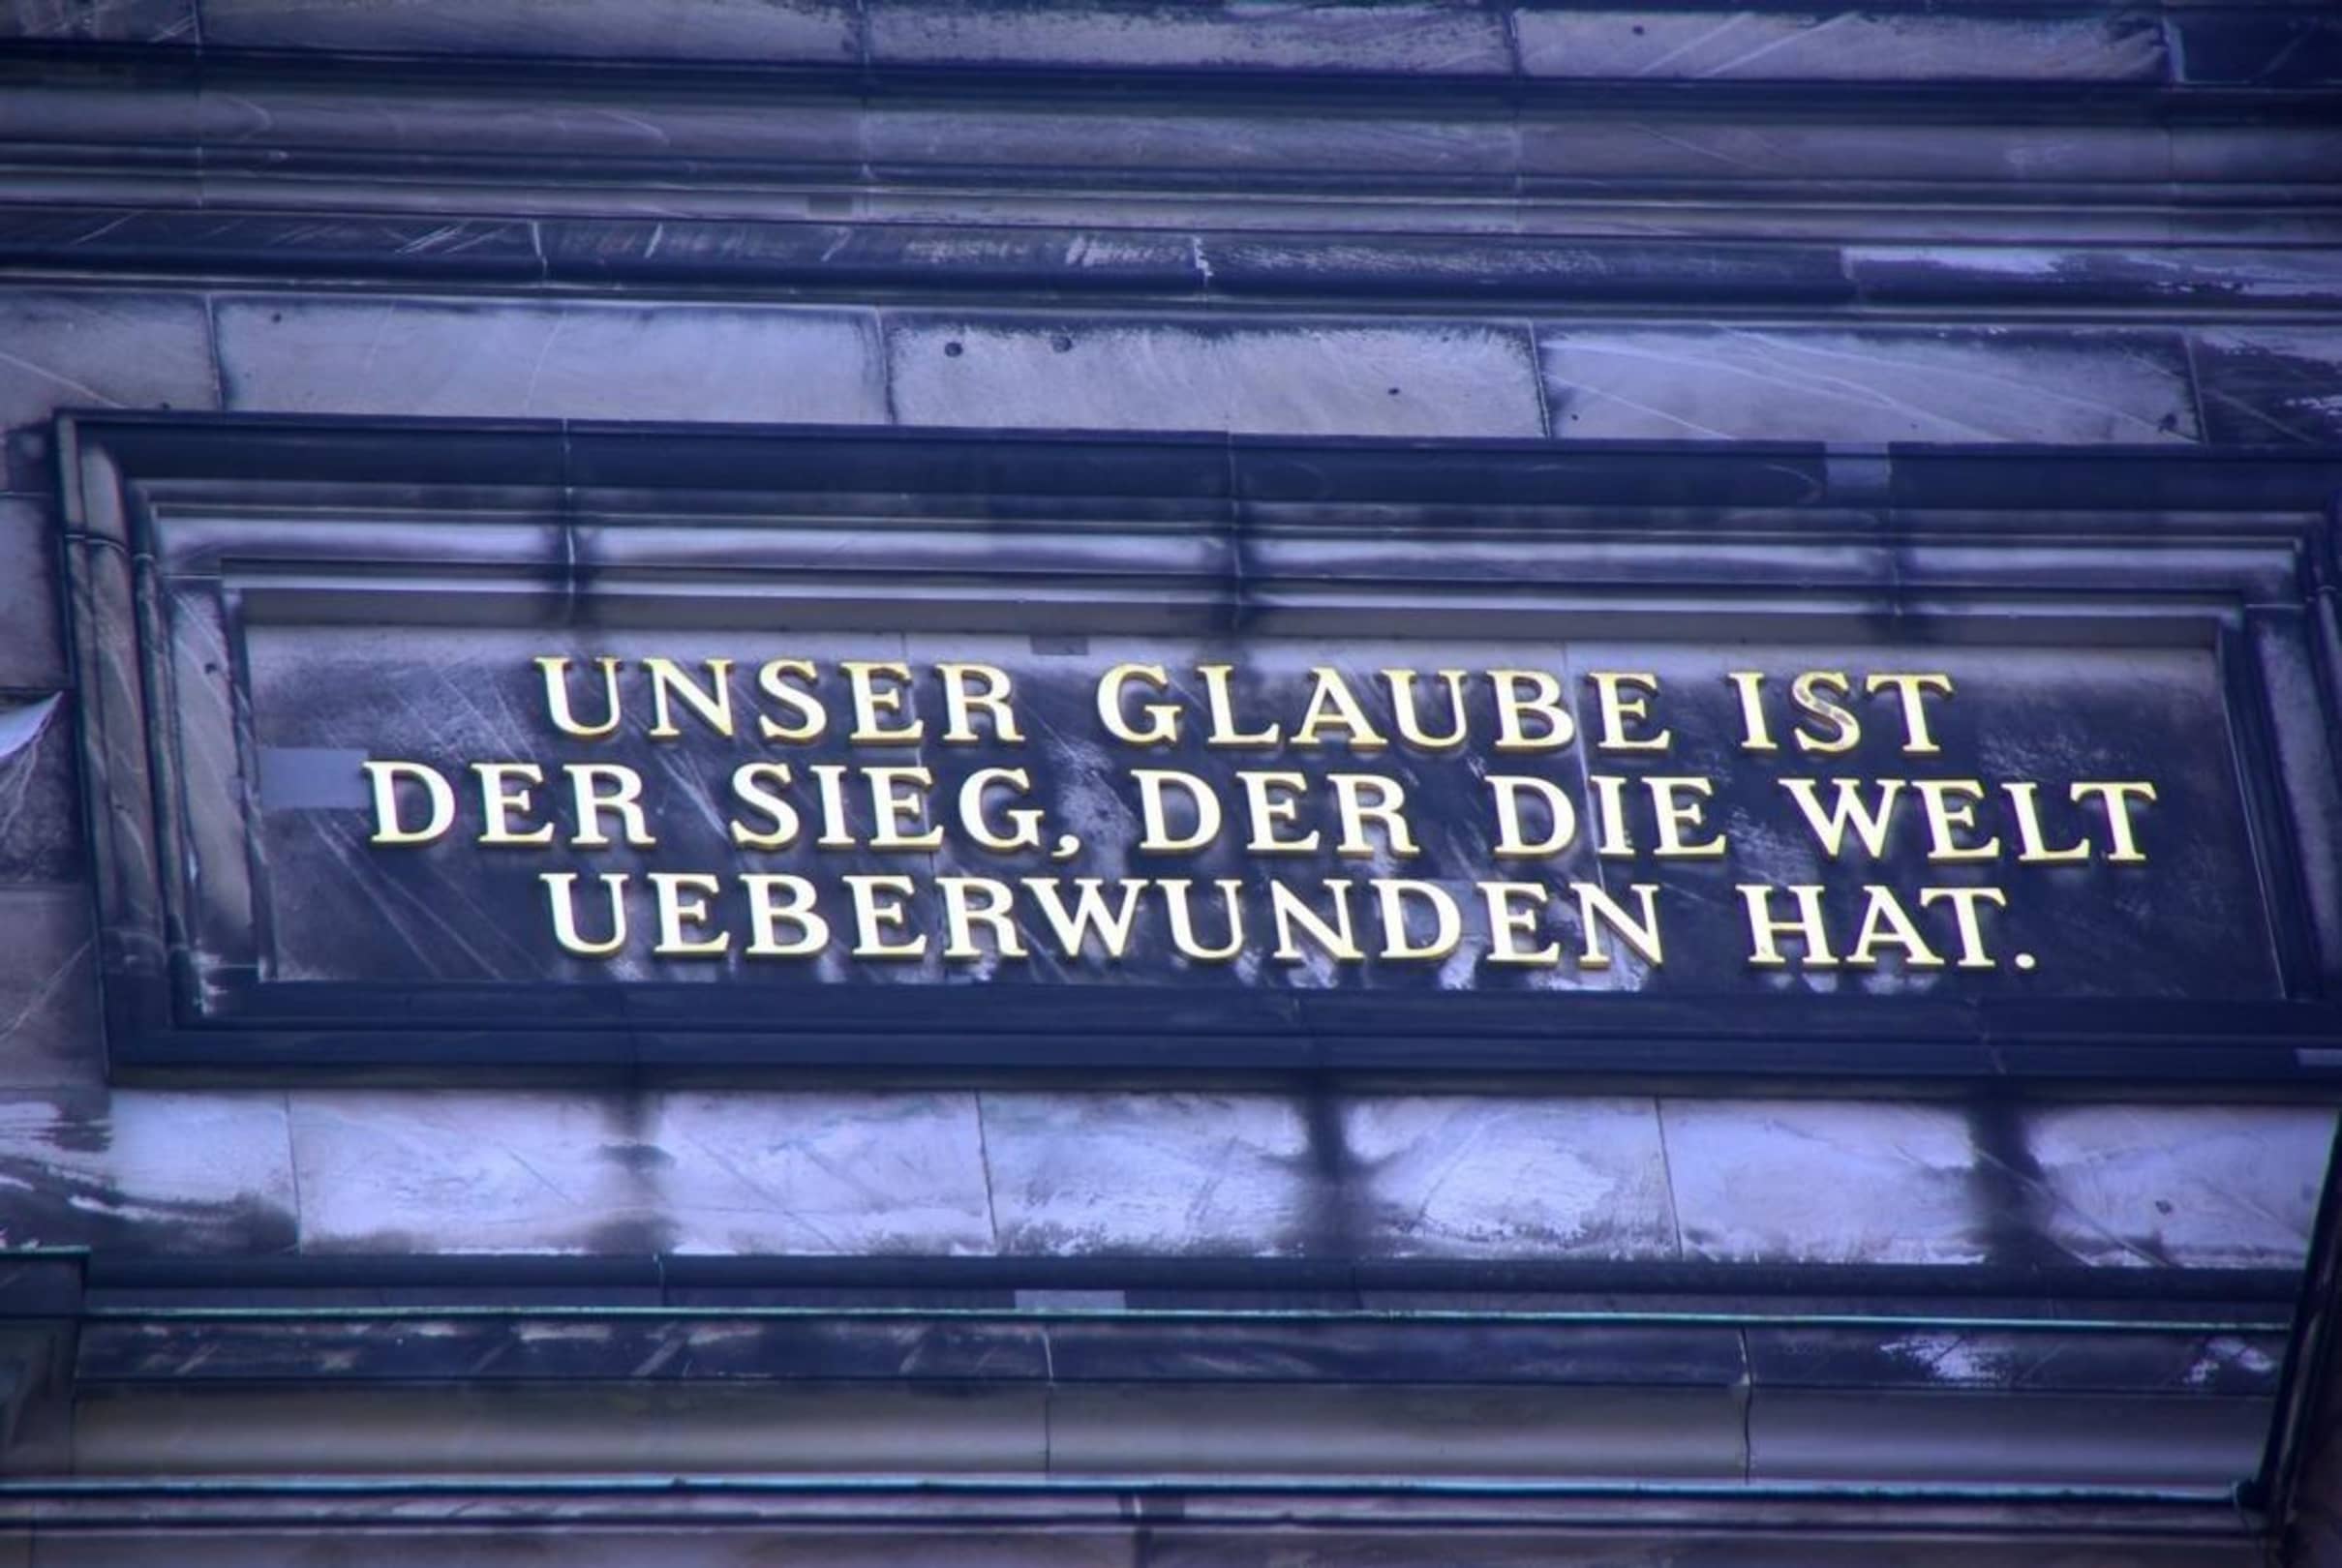 UNSER GLAUBE IST
DER SIEG, DER DIE WELT
UEBERWUNDEN HAT.